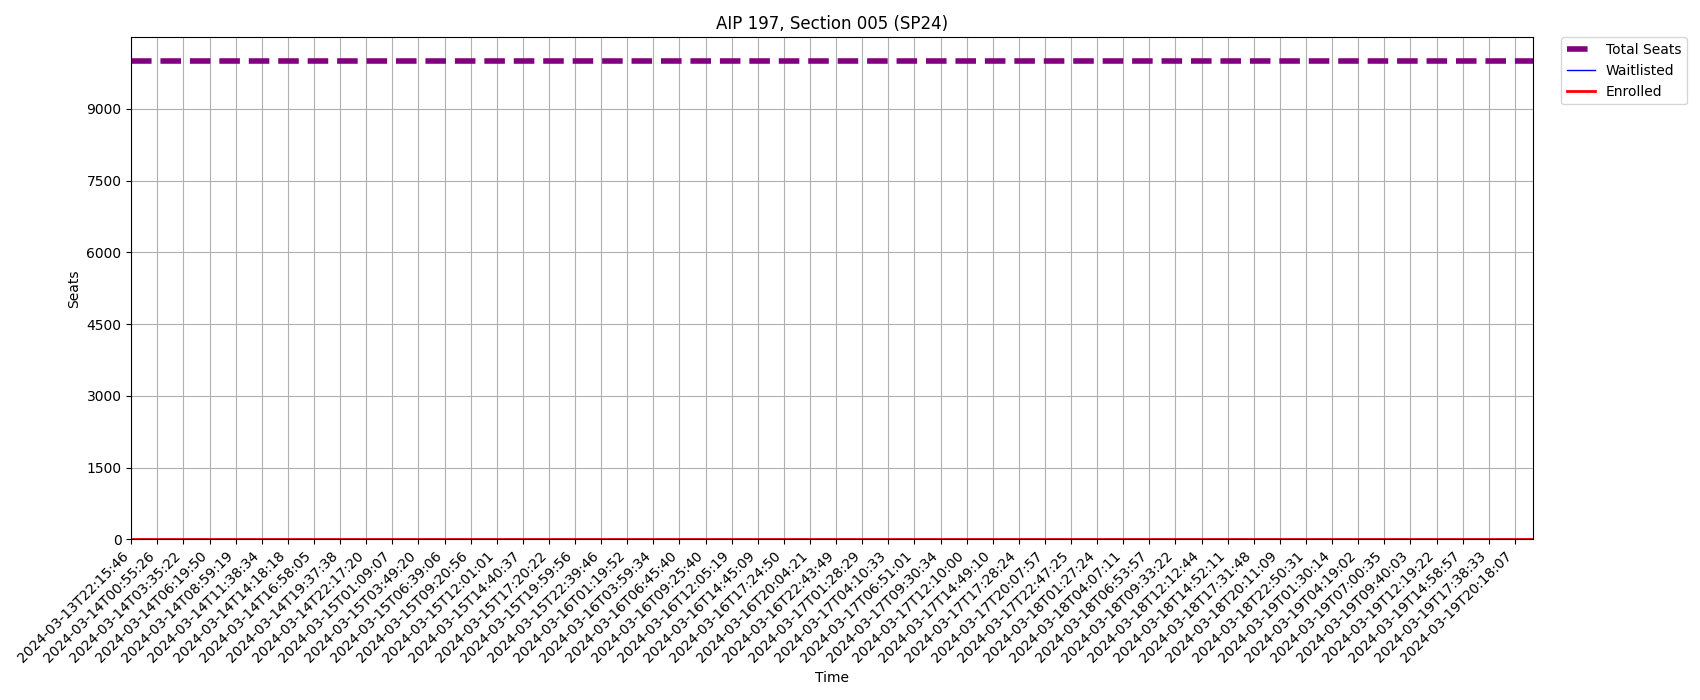 AIP 197, Section 005 (SP24)
Total Seats
Waitlisted
Enrolled
Seats
9000
7500
6000
4500
3000
1500
0
2024-03-13T22:15:46
2024-03-14T00:55:26
2024-03-14T03:35:22
2024-03-14T06:19:50
2024-03-14T08:59:19
2024-03-14T11:38:34
2024-03-14T14:18:18
2024-03-14T16:58:05
2024-03-14T19:37:38
2024-03-14T22:17:20
2024-03-15T01:09:07
2024-03-15T03:49:20
2024-03-15T06:39:06
2024-03-15T09:20:56
2024-03-15T12:01:01
2024-03-15T14:40:37
2024-03-15T17:20:22
2024-03-15T19:59:56
2024-03-15T22:39:46
2024-03-16T01:19:52
2024-03-16T03:59:34
2024-03-16T06:45:40
2024-03-16T09:25:40
2024-03-16T12:05:19
2024-03-16T14:45:09
2024-03-16T17:24:50
2024-03-16T20:04:21
2024-03-16T22:43:49
2024-03-17T01:28:29
2024-03-17T04:10:33
2024-03-17T06:51:01
2024-03-17T09:30:34
2024-03-17T12:10:00
2024-03-17T14:49:10
2024-03-17T17:28:24
2024-03-17T20:07:57
2024-03-17T22:47:25
2024-03-18T01:27:24
2024-03-18T04:07:11
2024-03-18T06:53:57
2024-03-18T09:33:22
2024-03-18T12:12:44
2024-03-18T14:52:11
2024-03-18T17:31:48
2024-03-18T20:11:09
2024-03-18T22:50:31
2024-03-19T01:30:14
2024-03-19T04:19:02
2024-03-19T07:00:35
2024-03-19T09:40:03
2024-03-19T12:19:22
2024-03-19T14:58:57
2024-03-19T17:38:33
2024-03-19T20:18:07
Time